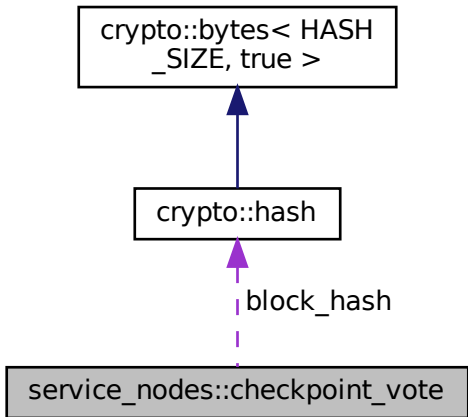 crypto::bytes< HASH
_SIZE, true >
crypto::hash
block_hash
service_nodes::checkpoint_vote